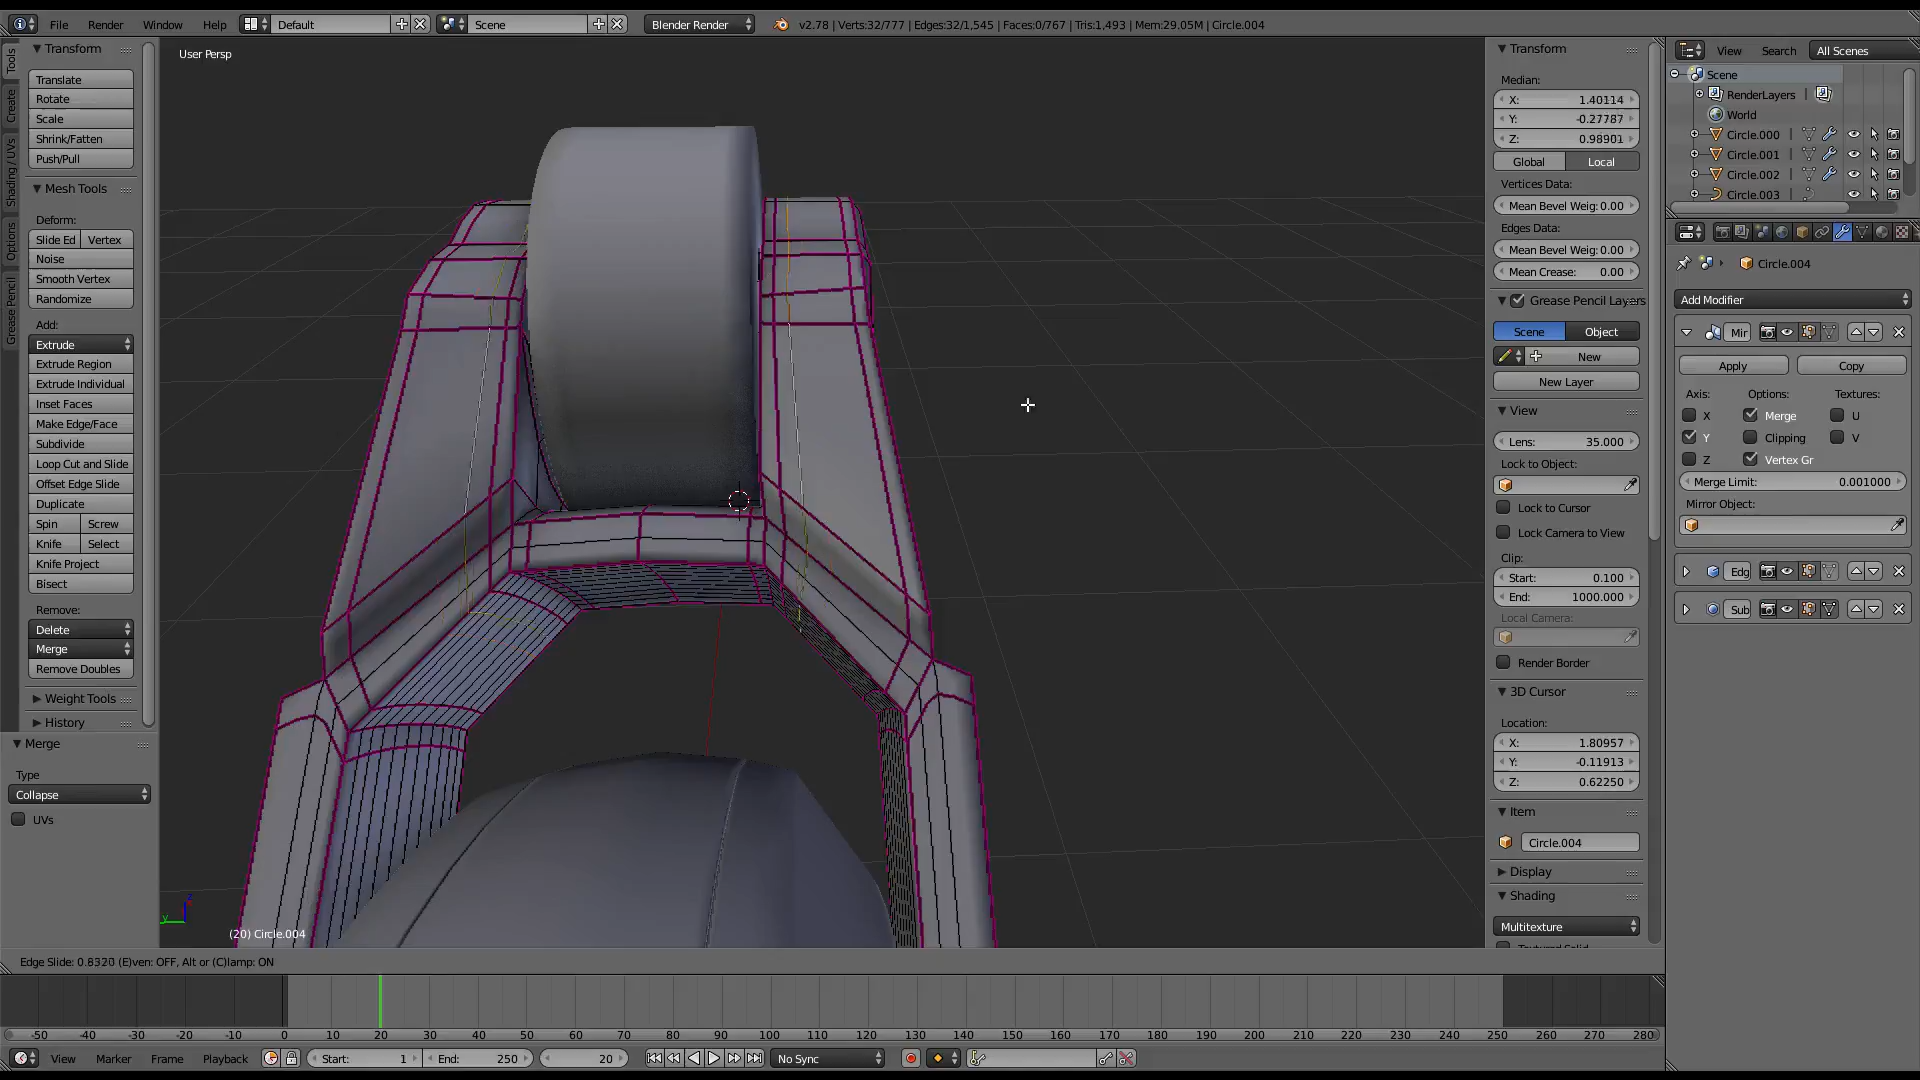 File Render Window Help Default Scene Blender Render v2.78 | Verts:32/777 | Edges:32/1,545 | Faces:0/767 | Tris:1,493 | Mem:29.05M | Circle.004
Tools
Create
Shading / UVs
Options
Grease Pencil
Transform
Translate
Rotate
Scale
Shrink/Fatten
Push/Pull
Mesh Tools
Deform:
Slide Ed Vertex
Noise
Smooth Vertex
Randomize
Add:
Extrude
Extrude Region
Extrude Individual
Inset Faces
Make Edge/Face
Subdivide
Loop Cut and Slide
Offset Edge Slide
Duplicate
Spin Screw
Knife Select
Knife Project
Bisect
Remove:
Delete
Merge
Remove Doubles
Weight Tools
History
Merge
Type
Collapse
UVs
User Persp
(20) Circle.004
Edge Slide: 0.8320 (E)ven: OFF, Alt or (C)lamp: ON
Transform
Median:
X: 1.40114
Y: -0.27787
Z: 0.98901
Global Local
Vertices Data:
Mean Bevel Weig: 0.00
Edges Data:
Mean Bevel Weig: 0.00
Mean Crease: 0.00
Grease Pencil Layers
Scene Object
New
New Layer
View
Lens: 35.000
Lock to Object:
Lock to Cursor
Lock Camera to View
Clip:
Start: 0.100
End: 1000.000
Local Camera:
Render Border
3D Cursor
Location:
X: 1.80957
Y: -0.11913
Z: 0.62250
Item
Circle.004
Display
Shading
Multitexture
View Search All Scenes
Scene
RenderLayers |
World
Circle.000
Circle.001
Circle.002
Circle.003
Circle.004
Add Modifier
Mir
Apply Copy
Axis: Options: Textures:
X Merge U
Y Clipping V
Z Vertex Gr
Merge Limit: 0.001000
Mirror Object:
Edg
Sub
-50 -40 -30 -20 -10 0 10 20 30 40 50 60 70 80 90 100 110 120 130 140 150 160 170 180 190 200 210 220 230 240 250 260 270 280
View Marker Frame Playback Start: 1 End: 250 20 No Sync